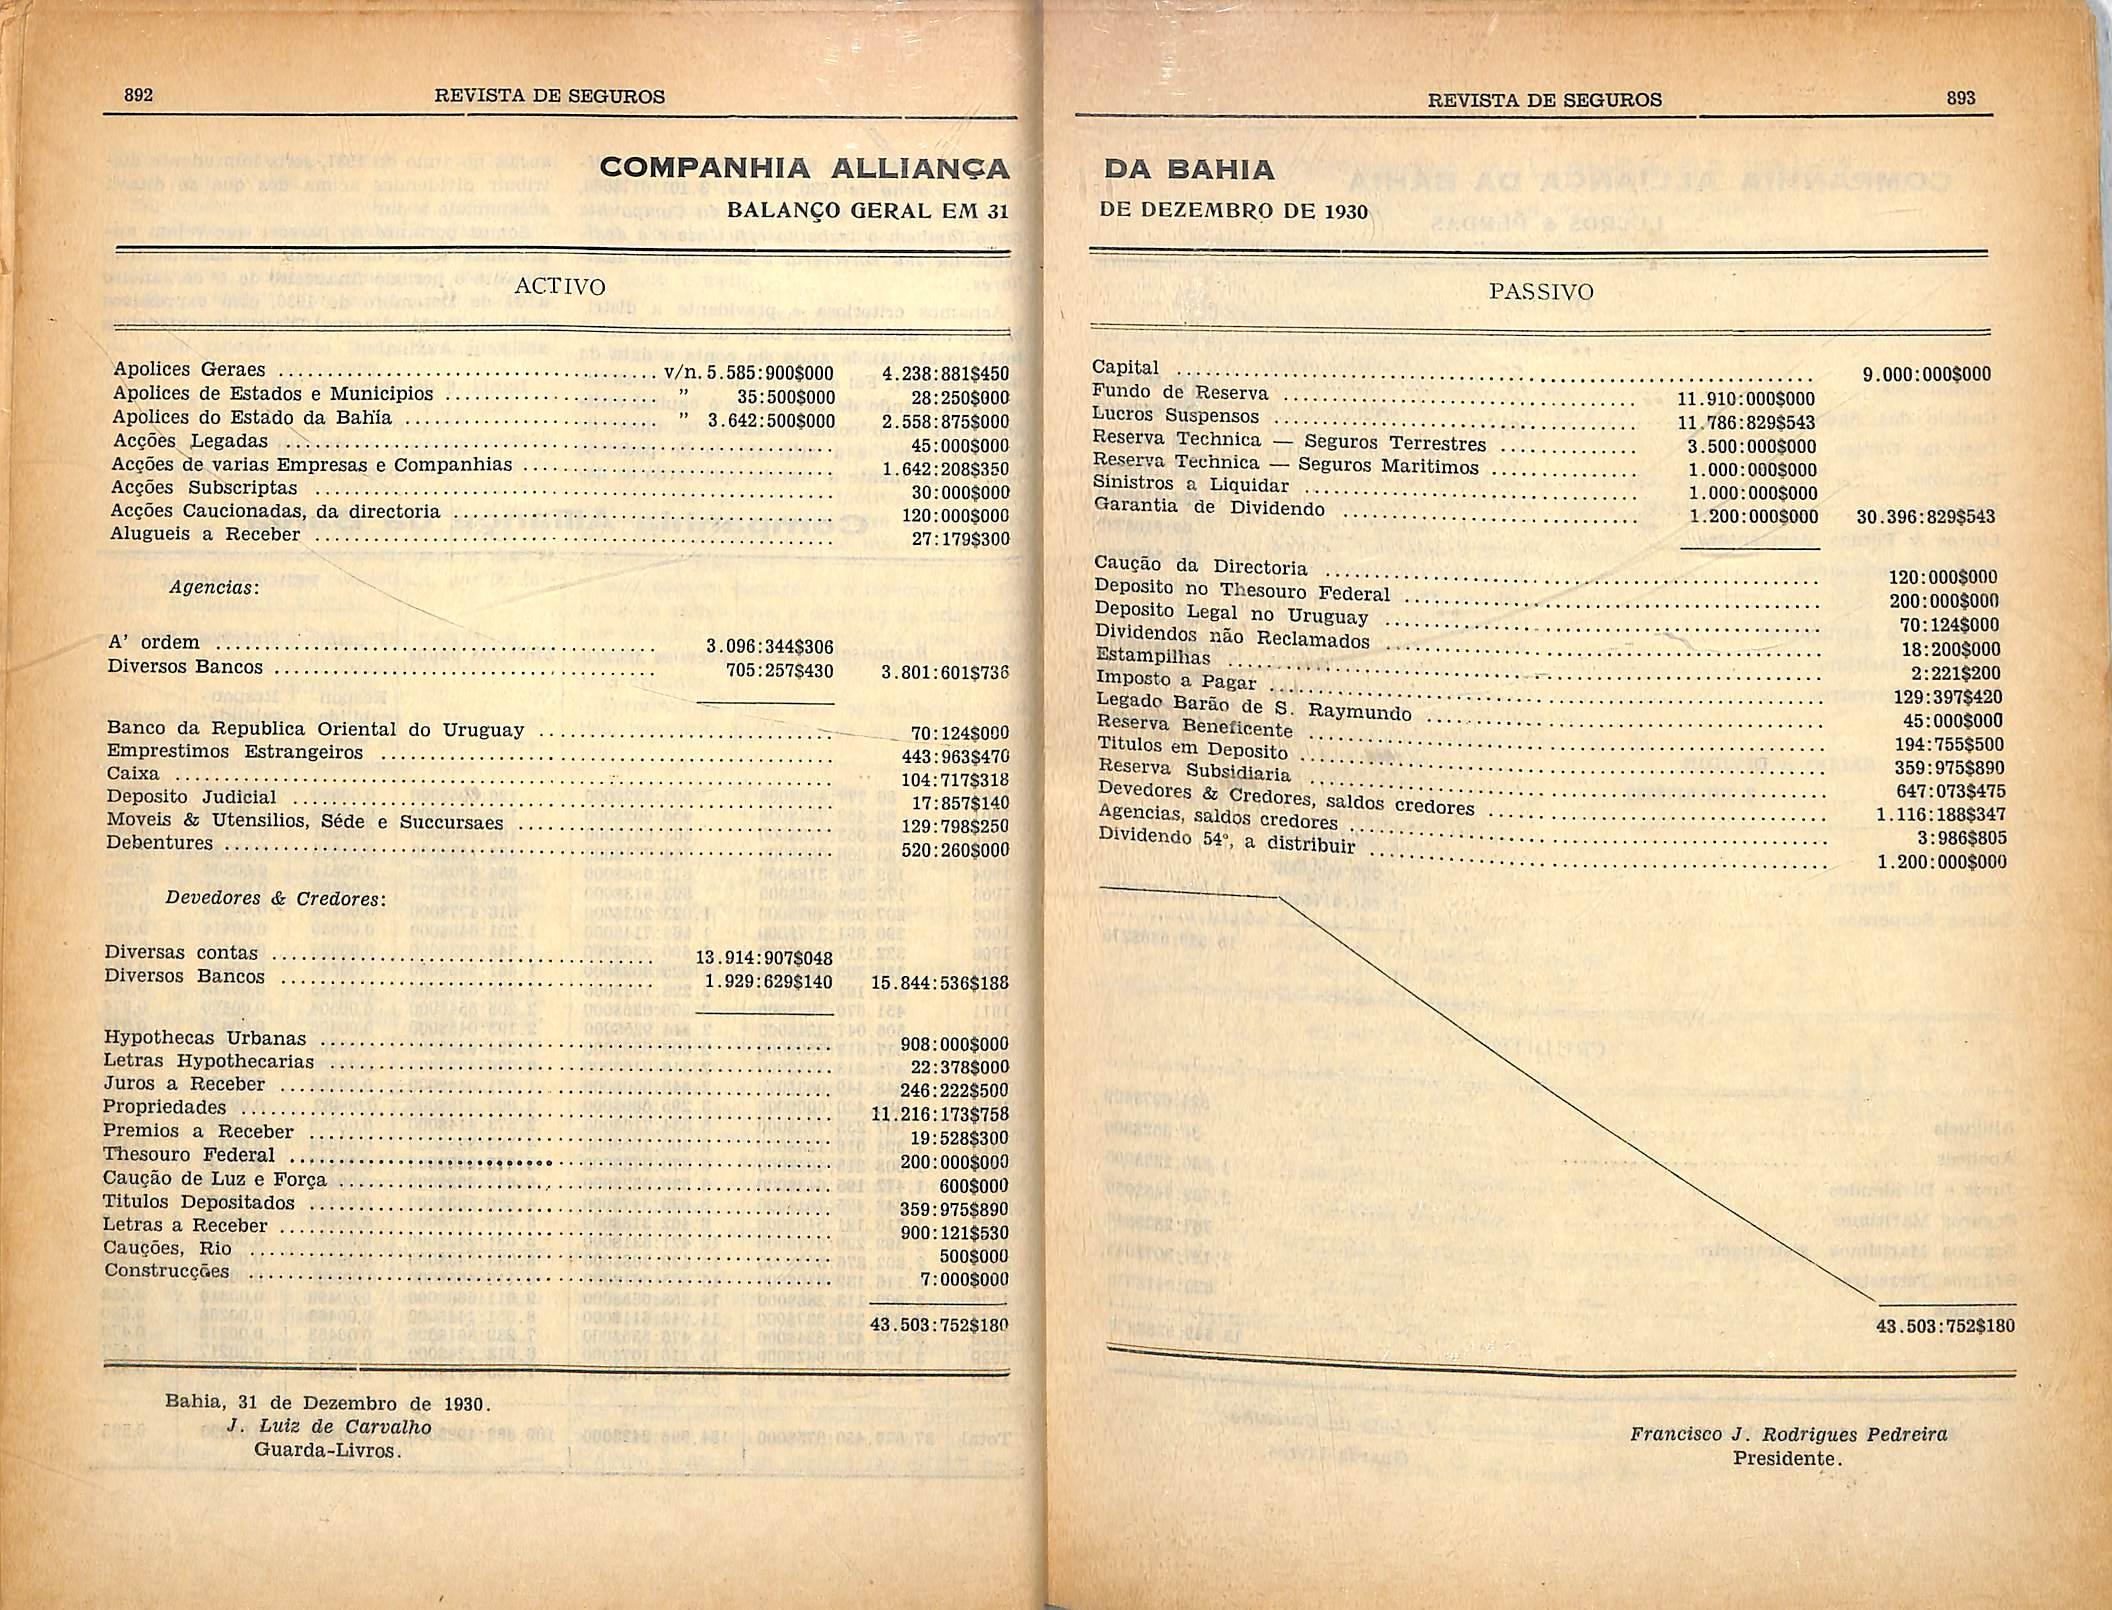 892 REVISTA DE SEGUROS
COMPANHIA ALLIANÇA
BALANÇO GERAL EM 31
ACTIVO
Apolices Geraes ........ v/n. 5.585:900$000 4.238:881$450
Apolices de Estados e Municipios ........ " 35:500$000 28:250$000
Apolices do Estado da Bahia ........ " 3.642:500$000 2.558:875$000
Acções Legadas ........ 45:000$000
Acções de varias Empresas e Companhias ........ 1.642:208$350
Acções Subscriptas ........ 30:000$000
Acções Caucionadas, da directoria ........ 120:000$000
Alugueis a Receber ........ 27:179$300
Agencias:
A' ordem ........ 3.096:344$306
Diversos Bancos ........ 705:257$430 3.801:601$736
Banco da Republica Oriental do Uruguay ........ 70:124$000
Emprestimos Estrangeiros ........ 443:963$470
Caixa ........ 104:717$318
Deposito Judicial ........ 17:857$140
Moveis & Utensilios, Séde e Succursaes ........ 129:798$250
Debentures ........ 520:260$000
Devedores & Credores:
Diversas contas ........ 13.914:907$048
Diversos Bancos ........ 1.929:629$140 15.844:536$188
Hypothecas Urbanas ........ 908:000$000
Letras Hypothecarias ........ 22:378$000
Juros a Receber ........ 246:222$500
Propriedades ........ 11.216:173$758
Premios a Receber ........ 19:528$300
Thesouro Federal ........ 200:000$000
Caução de Luz e Força ........ 600$000
Titulos Depositados ........ 359:975$890
Letras a Receber ........ 900:121$530
Cauções, Rio ........ 500$000
Construcções ........ 7:000$000
43.503:752$180
Bahia, 31 de Dezembro de 1930.
J. Luiz de Carvalho
Guarda-Livros.
REVISTA DE SEGUROS 893
DA BAHIA
DE DEZEMBRO DE 1930
PASSIVO
Capital ........ 9.000:000$000
Fundo de Reserva ........ 11.910:000$000
Lucros Suspensos ........ 11.786:829$543
Reserva Technica — Seguros Terrestres ........ 3.500:000$000
Reserva Technica — Seguros Maritimos ........ 1.000:000$000
Sinistros a Liquidar ........ 1.000:000$000
Garantia de Dividendo ........ 1.200:000$000 30.396:829$543
Caução da Directoria ........ 120:000$000
Deposito no Thesouro Federal ........ 200:000$000
Deposito Legal no Uruguay ........ 70:124$000
Dividendos não Reclamados ........ 18:200$000
Estampilhas ........ 2:221$200
Imposto a Pagar ........ 129:397$420
Legado Barão de S. Raymundo ........ 45:000$000
Reserva Beneficente ........ 194:755$500
Titulos em Deposito ........ 359:975$890
Reserva Subsidiaria ........ 647:073$475
Devedores & Credores, saldos credores ........ 1.116:188$347
Agencias, saldos credores ........ 3:986$805
Dividendo 54º, a distribuir ........ 1.200:000$000
43.503:752$180
Francisco J. Rodrigues Pedreira
Presidente.